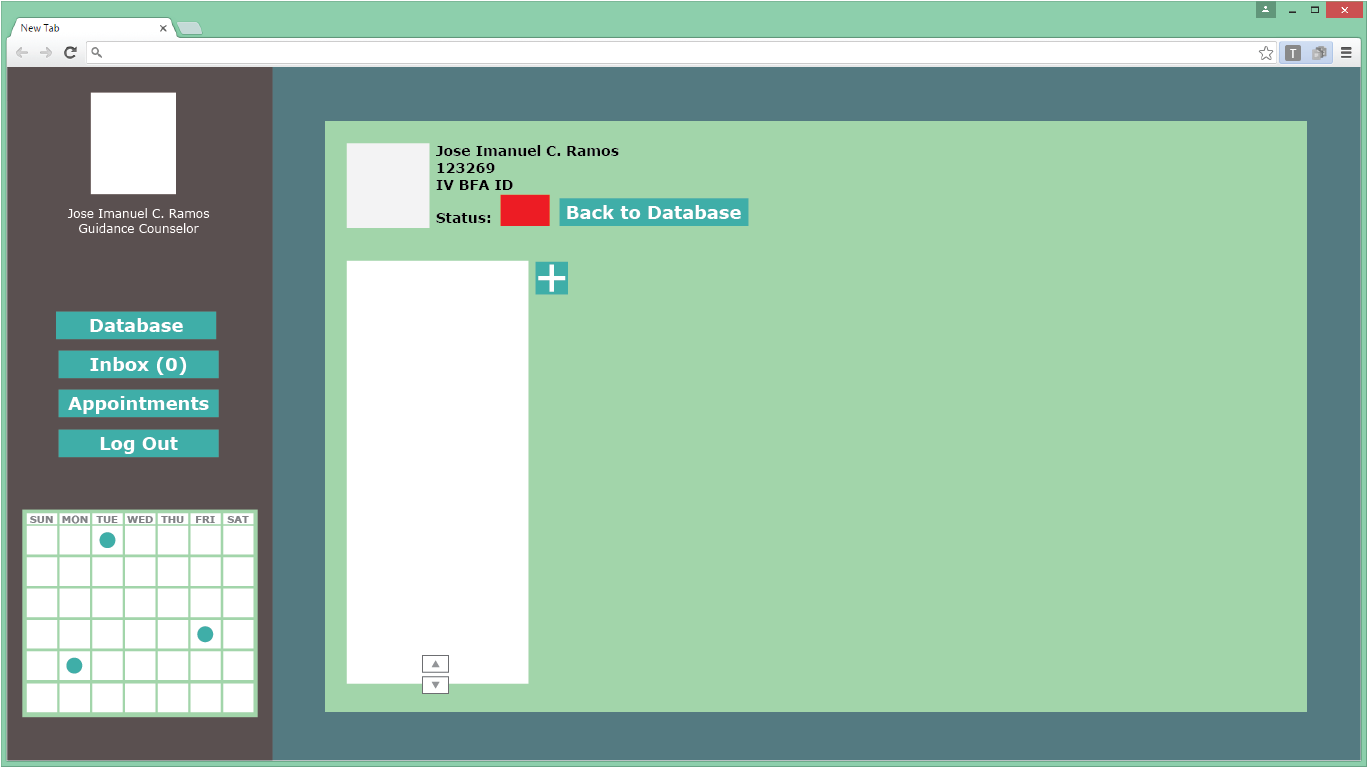 New Tab
T
Jose Imanuel C. Ramos
Guidance Counselor
Database
Inbox (0)
Appointments
Log Out
SUN MON TUE WED THU FRI SAT
Jose Imanuel C. Ramos
123269
IV BFA ID
Status:
Back to Database